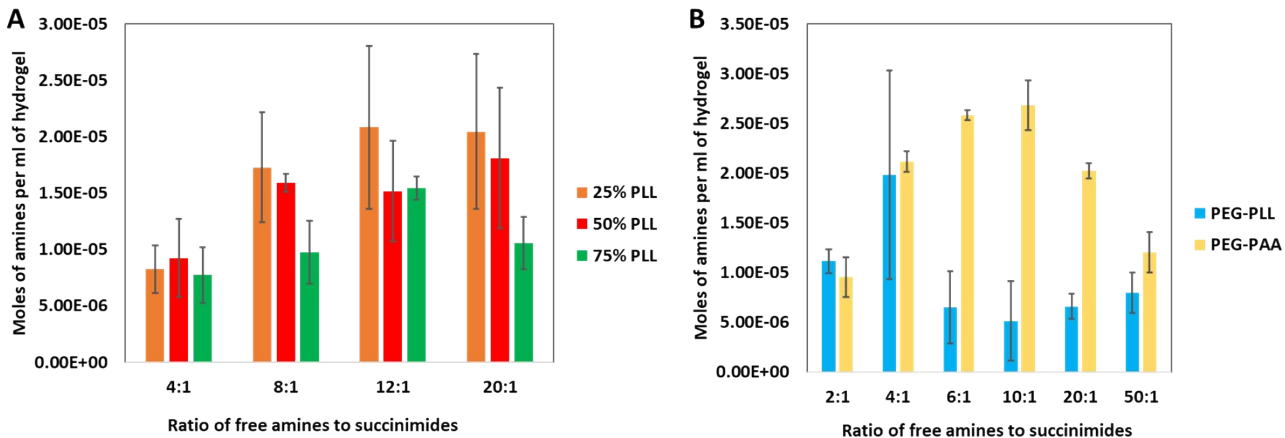 A
Moles of amines per ml of hydrogel
3.00E-05
2.50E-05
2.00E-05
1.50E-05
1.00E-05
5.00E-06
0.00E+00
4:1 8:1 12:1 20:1
Ratio of free amines to succinimides
25% PLL
50% PLL
75% PLL
B
Moles of amines per ml of hydrogel
3.50E-05
3.00E-05
2.50E-05
2.00E-05
1.50E-05
1.00E-05
5.00E-06
0.00E+00
2:1 4:1 6:1 10:1 20:1 50:1
Ratio of free amines to succinimides
PEG-PLL
PEG-PAA